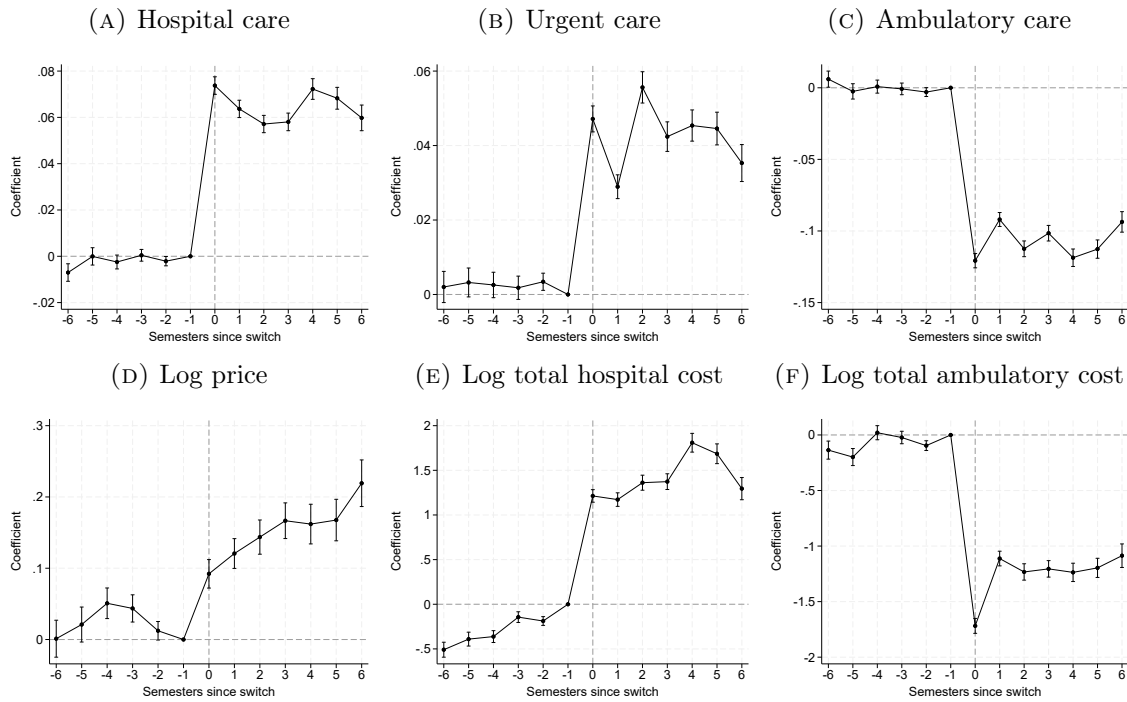 (A) Hospital care
.08
.06
.04
.02
0
-.02
Coefficient
-6 -5 -4 -3 -2 -1 0 1 2 3 4 5 6
Semesters since switch
(B) Urgent care
.06
.04
.02
0
Coefficient
-6 -5 -4 -3 -2 -1 0 1 2 3 4 5 6
Semesters since switch
(C) Ambulatory care
0
-.05
-.1
-.15
Coefficient
-6 -5 -4 -3 -2 -1 0 1 2 3 4 5 6
Semesters since switch
(D) Log price
.3
.2
.1
0
Coefficient
-6 -5 -4 -3 -2 -1 0 1 2 3 4 5 6
Semesters since switch
(E) Log total hospital cost
2
1.5
1
.5
0
-.5
Coefficient
-6 -5 -4 -3 -2 -1 0 1 2 3 4 5 6
Semesters since switch
(F) Log total ambulatory cost
0
-.5
-1
-1.5
-2
Coefficient
-6 -5 -4 -3 -2 -1 0 1 2 3 4 5 6
Semesters since switch